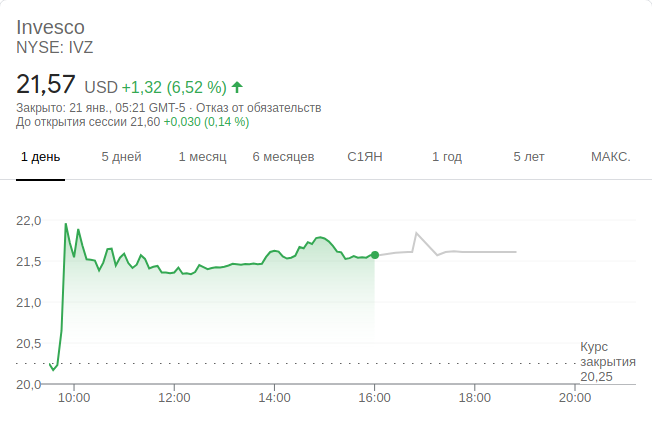 Invesco
NYSE: IVZ
21,57 USD +1,32 (6,52 %)
Закрыто: 21 янв., 05:21 GMT-5 · Отказ от обязательств
До открытия сессии 21,60 +0,030 (0,14 %)
1 день 5 дней 1 месяц 6 месяцев С1ЯН 1 год 5 лет МАКС.
22,0
21,5
21,0
20,5
20,0
Курс
закрытия
20,25
10:00 12:00 14:00 16:00 18:00 20:00